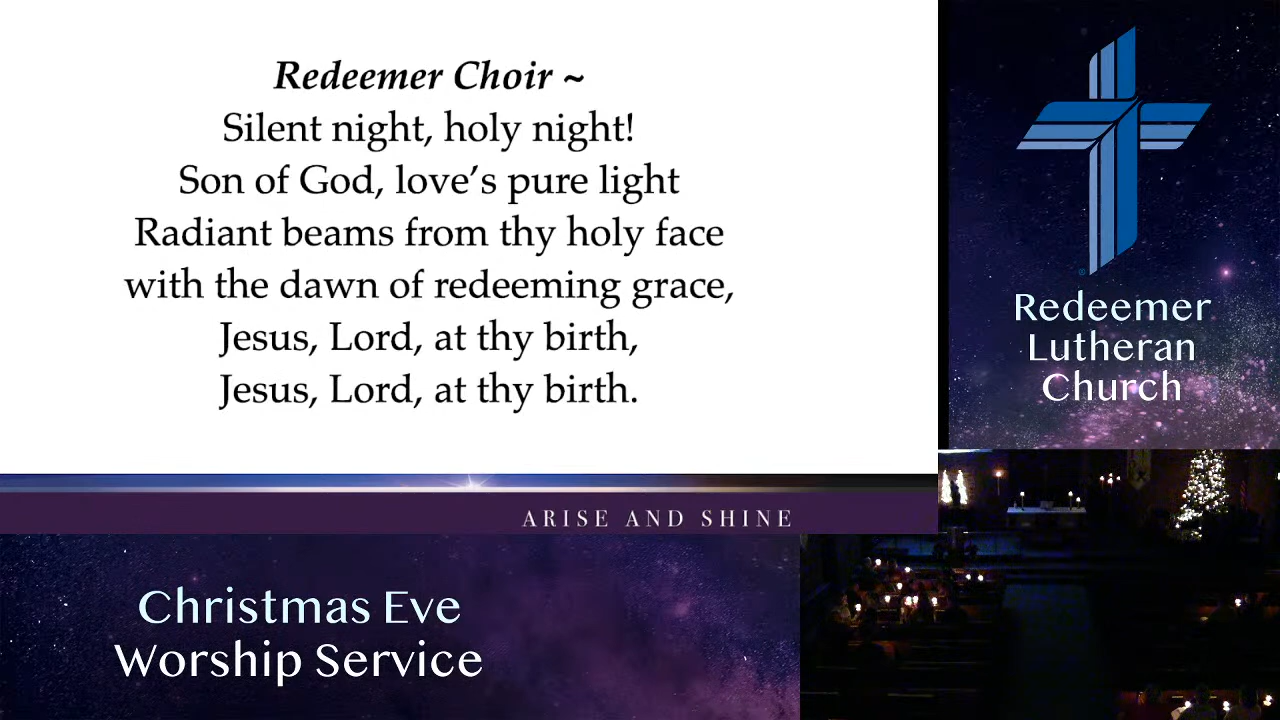 Redeemer Choir ~
Silent night, holy night!
Son of God, love’s pure light
Radiant beams from thy holy face
with the dawn of redeeming grace,
Jesus, Lord, at thy birth,
Jesus, Lord, at thy birth.
ARISE AND SHINE
®
Redeemer
Lutheran
Church
Christmas Eve
Worship Service